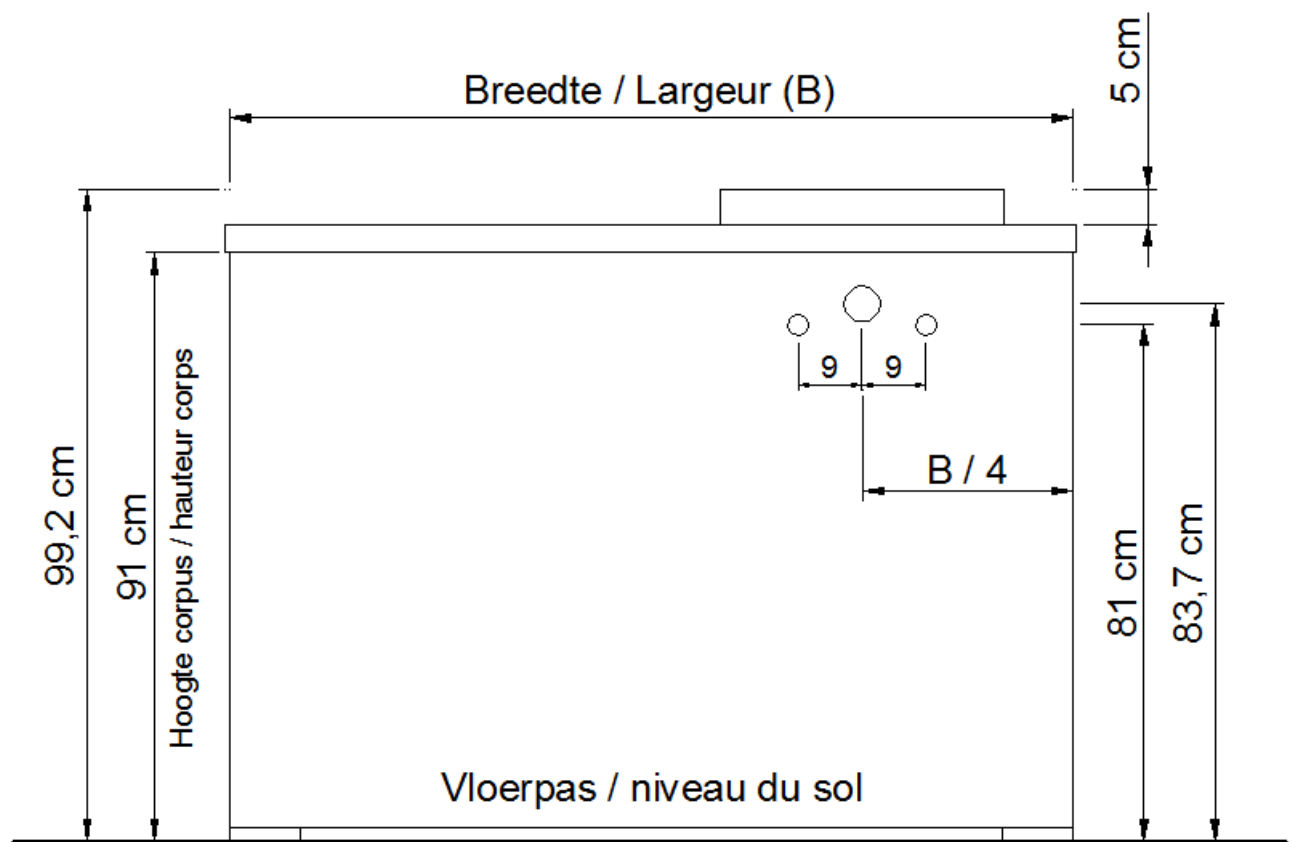 Breedte / Largeur (B)
5 cm
99,2 cm
91 cm
Hoogte corpus / hauteur corps
9
9
B / 4
81 cm
83,7 cm
Vloerpas / niveau du sol